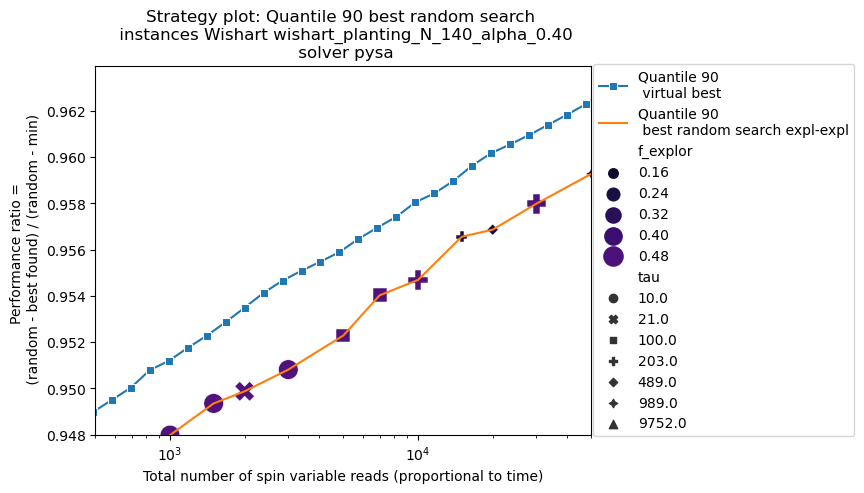 Strategy plot: Quantile 90 best random search
instances Wishart wishart_planting_N_140_alpha_0.40
solver pysa
Performance ratio =
(random - best found) / (random - min)
0.962
0.960
0.958
0.956
0.954
0.952
0.950
0.948
10^3
10^4
Total number of spin variable reads (proportional to time)
Quantile 90
virtual best
Quantile 90
best random search expl-expl
f_explor
0.16
0.24
0.32
0.40
0.48
tau
10.0
21.0
100.0
203.0
489.0
989.0
9752.0